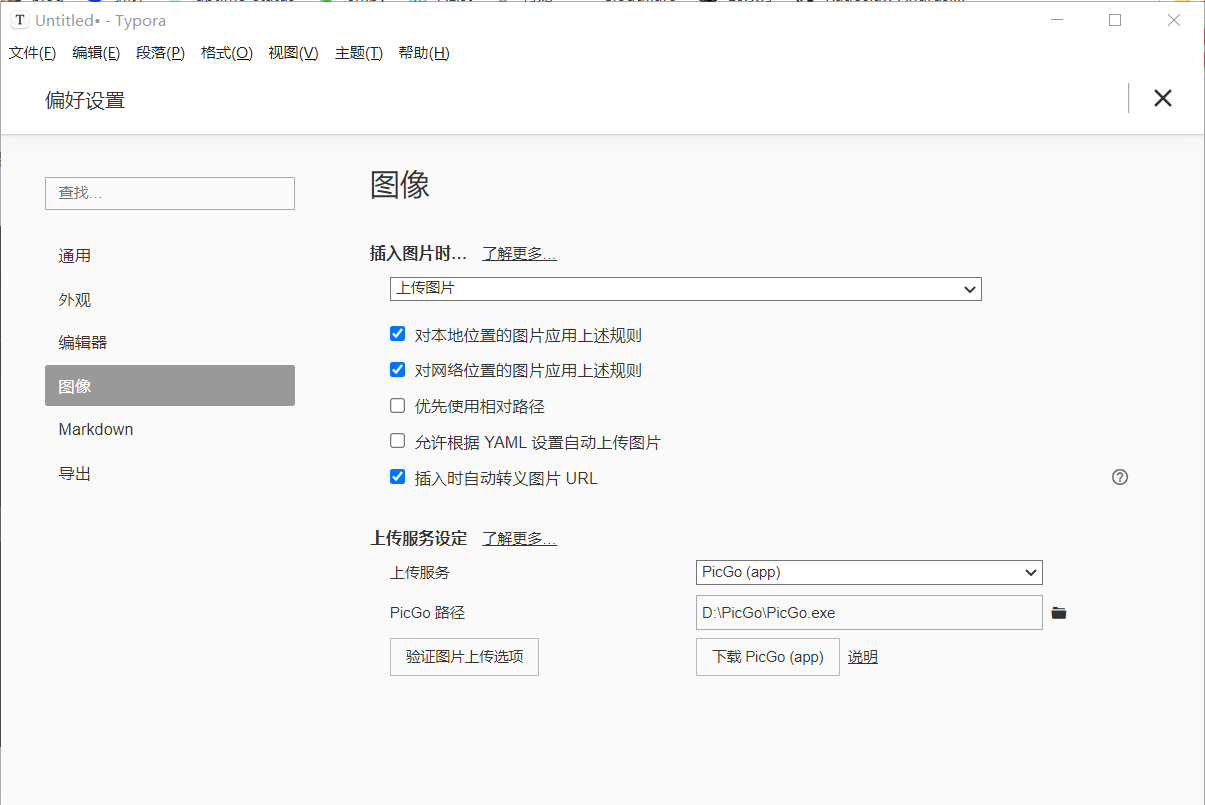 Untitled• - Typora
文件(F) 编辑(E) 段落(P) 格式(O) 视图(V) 主题(T) 帮助(H)
偏好设置
查找...
通用
外观
编辑器
图像
Markdown
导出
图像
插入图片时... 了解更多...
上传图片
对本地位置的图片应用上述规则
对网络位置的图片应用上述规则
优先使用相对路径
允许根据 YAML 设置自动上传图片
插入时自动转义图片 URL
上传服务设定 了解更多...
上传服务 PicGo (app)
PicGo 路径 D:\PicGo\PicGo.exe
验证图片上传选项 下载 PicGo (app) 说明